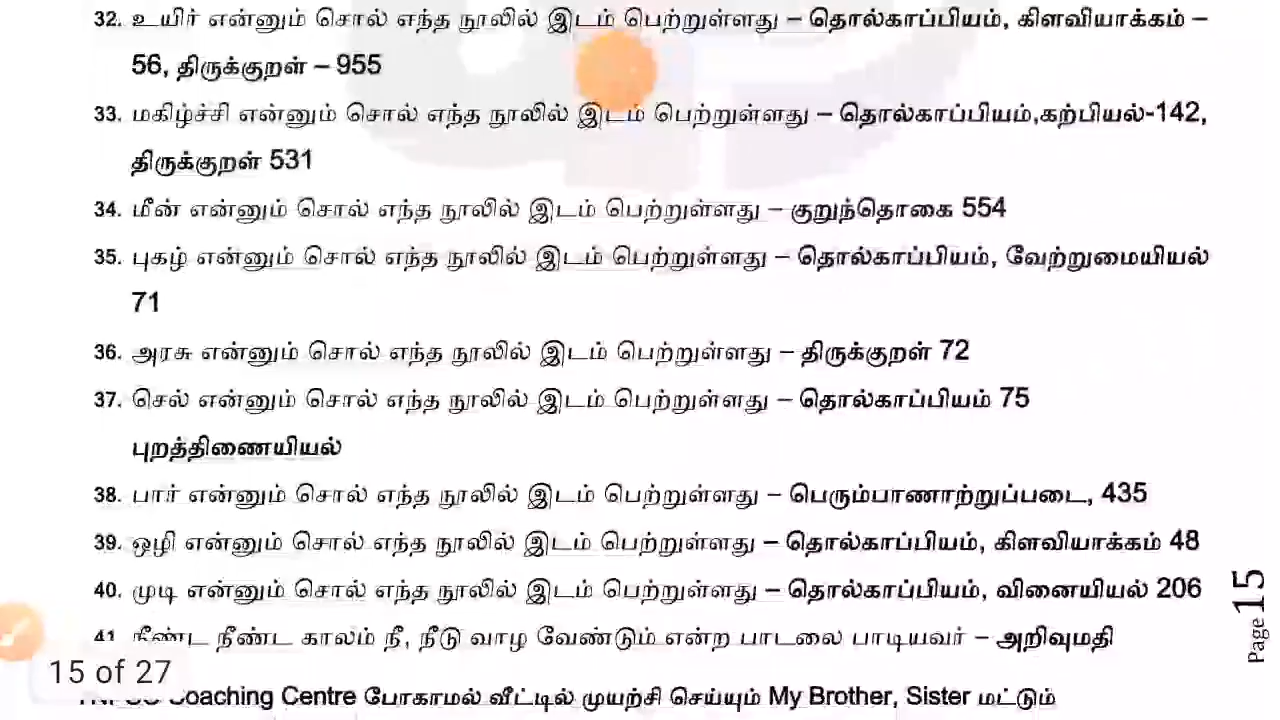 32. உயிர் என்னும் சொல் எந்த நூலில் இடம் பெற்றுள்ளது – தொல்காப்பியம், கிளவியாக்கம் –
56, திருக்குறள் – 955
33. மகிழ்ச்சி என்னும் சொல் எந்த நூலில் இடம் பெற்றுள்ளது – தொல்காப்பியம்,கற்பியல்-142,
திருக்குறள் 531
34. மீன் என்னும் சொல் எந்த நூலில் இடம் பெற்றுள்ளது – குறுந்தொகை 554
35. புகழ் என்னும் சொல் எந்த நூலில் இடம் பெற்றுள்ளது – தொல்காப்பியம், வேற்றுமையியல்
71
36. அரசு என்னும் சொல் எந்த நூலில் இடம் பெற்றுள்ளது – திருக்குறள் 72
37. செல் என்னும் சொல் எந்த நூலில் இடம் பெற்றுள்ளது – தொல்காப்பியம் 75
புறத்திணையியல்
38. பார் என்னும் சொல் எந்த நூலில் இடம் பெற்றுள்ளது – பெரும்பாணாற்றுப்படை, 435
39. ஒழி என்னும் சொல் எந்த நூலில் இடம் பெற்றுள்ளது – தொல்காப்பியம், கிளவியாக்கம் 48
40. முடி என்னும் சொல் எந்த நூலில் இடம் பெற்றுள்ளது – தொல்காப்பியம், வினையியல் 206
41. நீண்ட நீண்ட காலம் நீ, நீடு வாழ வேண்டும் என்ற பாடலை பாடியவர் – அறிவுமதி
Page 15
15 of 27
Coaching Centre போகாமல் வீட்டில் முயற்சி செய்யும் My Brother, Sister மட்டும்